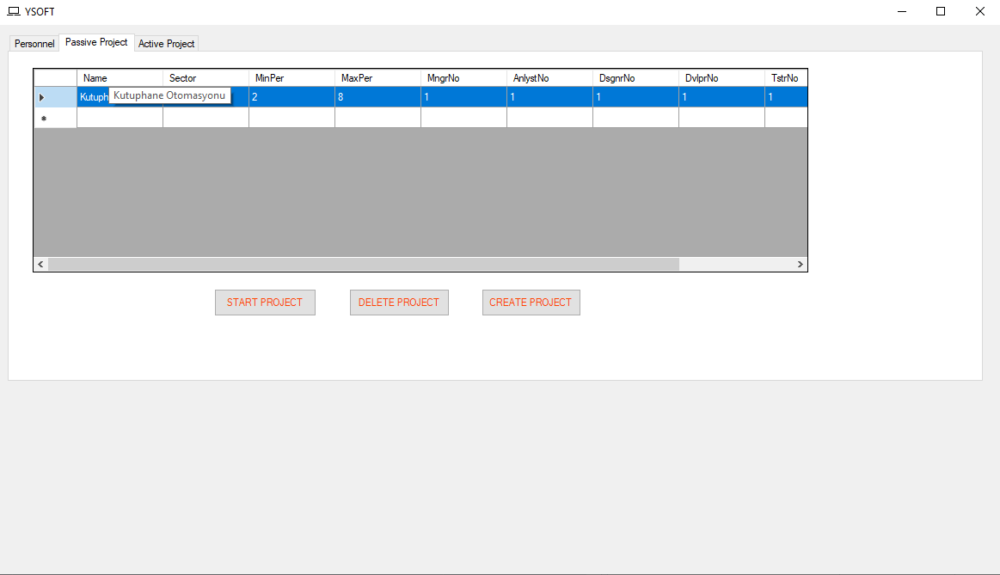 YSOFT
Personnel Passive Project Active Project
Name Sector MinPer MaxPer MngrNo AnlystNo DsgnrNo DvlprNo TstrNo
Kutuph Kutuphane Otomasyonu 2 8 1 1 1 1 1
START PROJECT DELETE PROJECT CREATE PROJECT